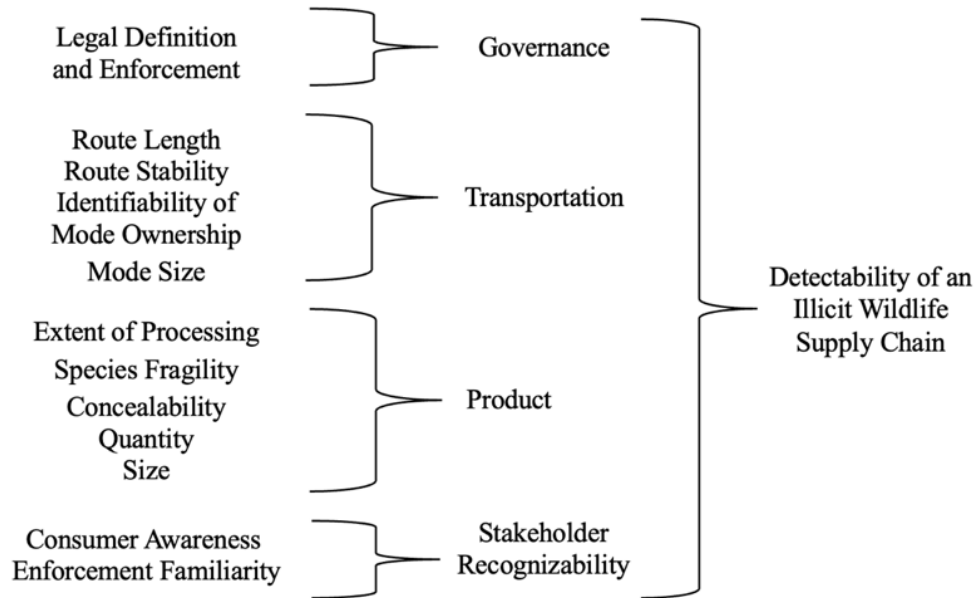 Legal Definition
and Enforcement
Governance
Route Length
Route Stability
Identifiability of
Mode Ownership
Mode Size
Transportation
Extent of Processing
Species Fragility
Concealability
Quantity
Size
Product
Consumer Awareness
Enforcement Familiarity
Stakeholder
Recognizability
Detectability of an
Illicit Wildlife
Supply Chain